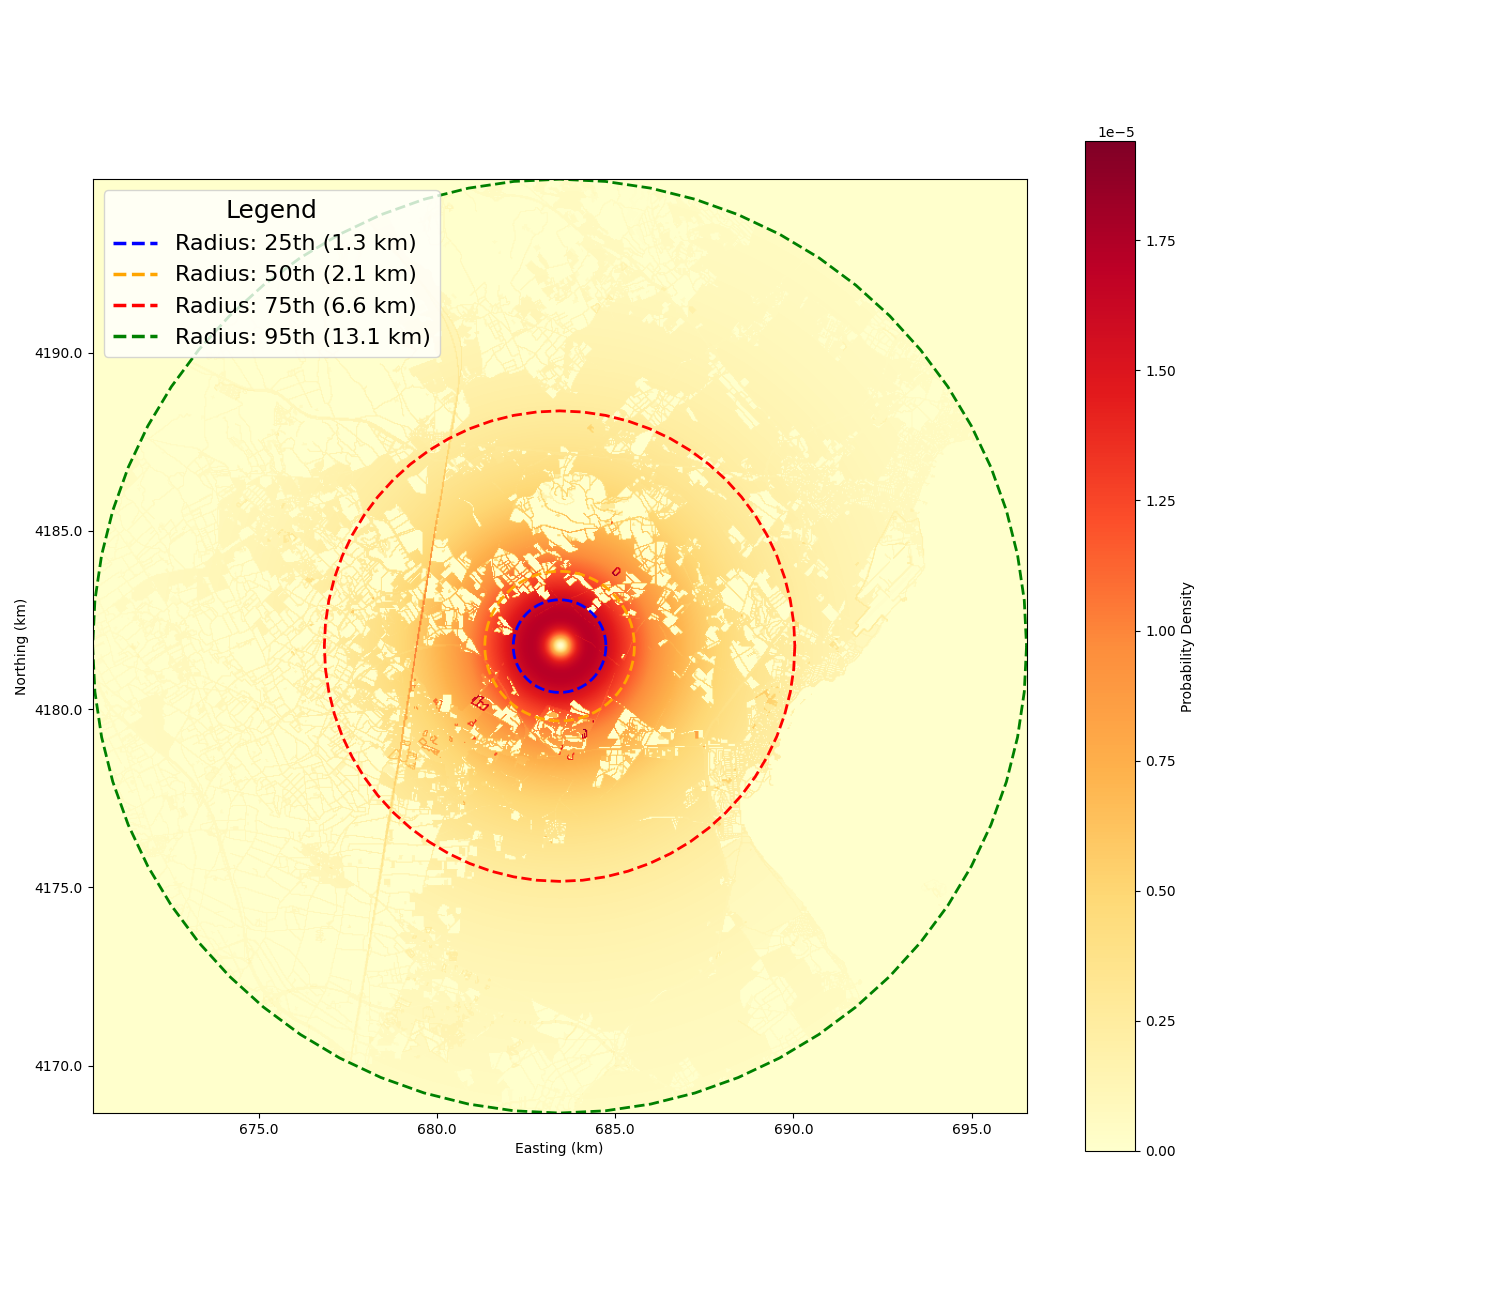 1e−5
Legend
Radius: 25th (1.3 km)
Radius: 50th (2.1 km)
Radius: 75th (6.6 km)
Radius: 95th (13.1 km)
4190.0
4185.0
4180.0
4175.0
4170.0
Northing (km)
675.0
680.0
685.0
690.0
695.0
Easting (km)
1.75
1.50
1.25
1.00
0.75
0.50
0.25
0.00
Probability Density